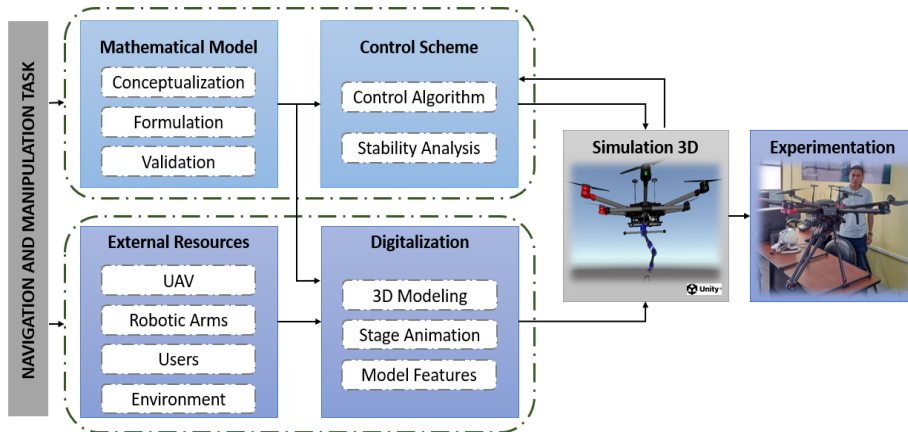 NAVIGATION AND MANIPULATION TASK
Mathematical Model
Conceptualization
Formulation
Validation
Control Scheme
Control Algorithm
Stability Analysis
External Resources
UAV
Robotic Arms
Users
Environment
Digitalization
3D Modeling
Stage Animation
Model Features
Simulation 3D
Unity
Experimentation